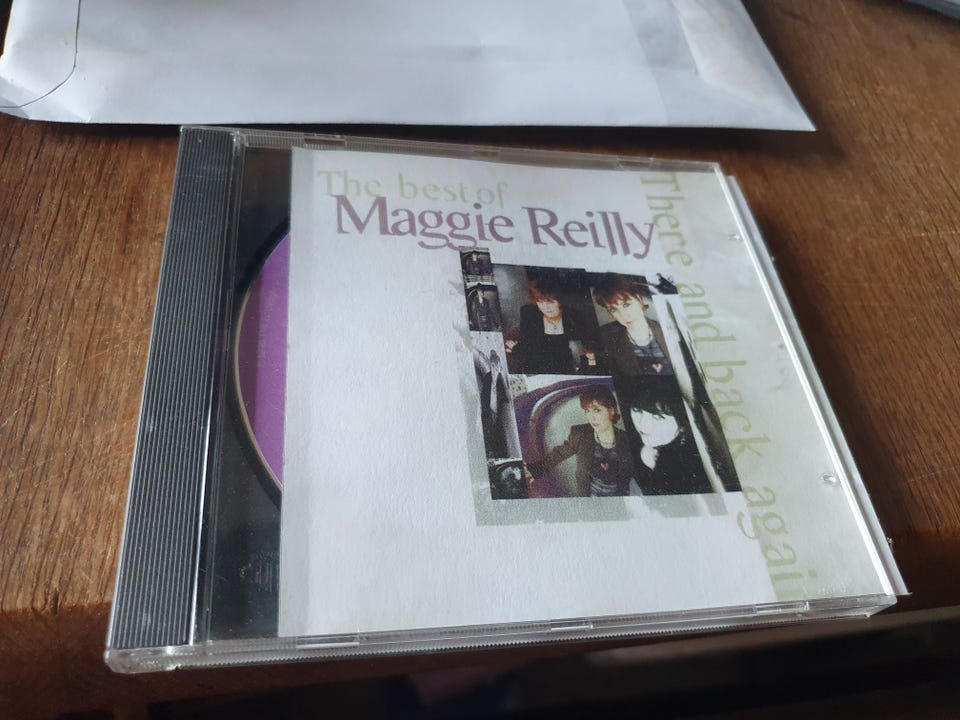 The best of
Maggie Reilly
There and back agai